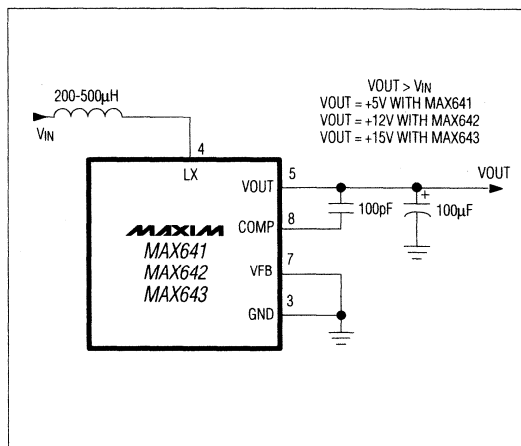 200-500µH
VIN
VOUT > VIN
VOUT = +5V WITH MAX641
VOUT = +12V WITH MAX642
VOUT = +15V WITH MAX643
4
LX
VOUT
5
VOUT
+
100pF
100µF
COMP
8
MAXIM
MAX641
MAX642
MAX643
VFB
7
GND
3